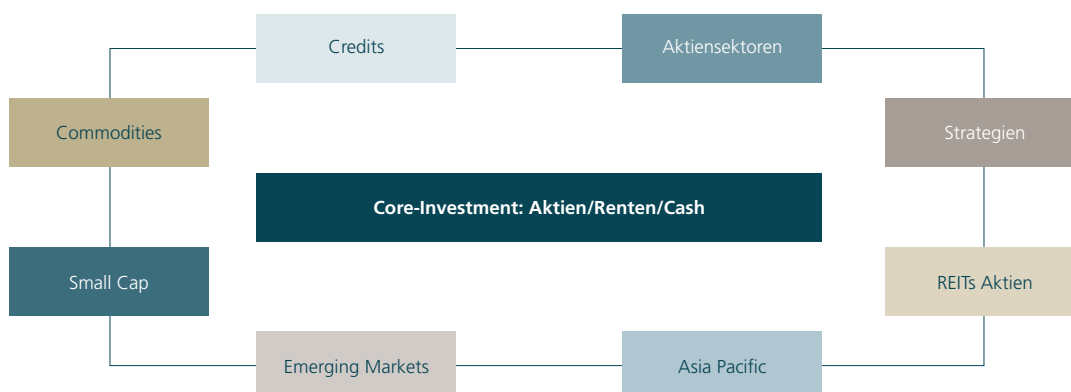 Credits
Aktiensektoren
Commodities
Strategien
Core-Investment: Aktien/Renten/Cash
Small Cap
REITs Aktien
Emerging Markets
Asia Pacific